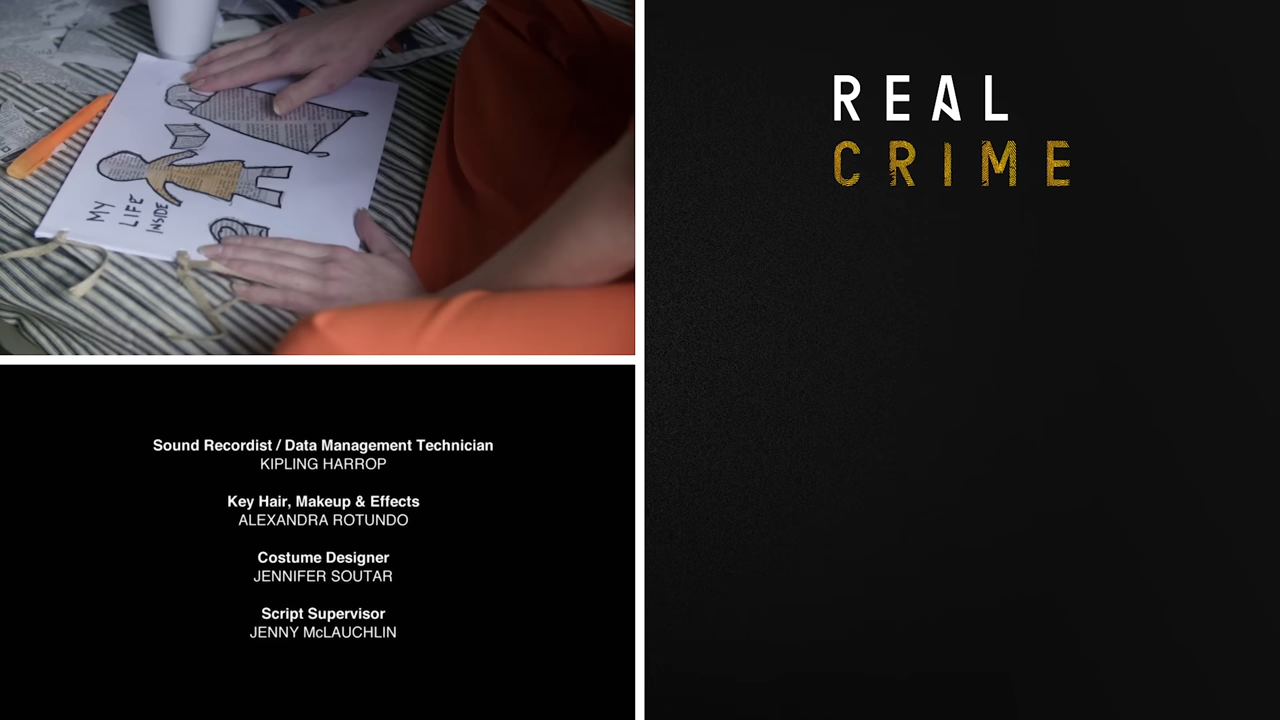 MY
LIFE
INSIDE
Sound Recordist / Data Management Technician
KIPLING HARROP
Key Hair, Makeup & Effects
ALEXANDRA ROTUNDO
Costume Designer
JENNIFER SOUTAR
Script Supervisor
JENNY McLAUCHLIN
REAL
CRIME